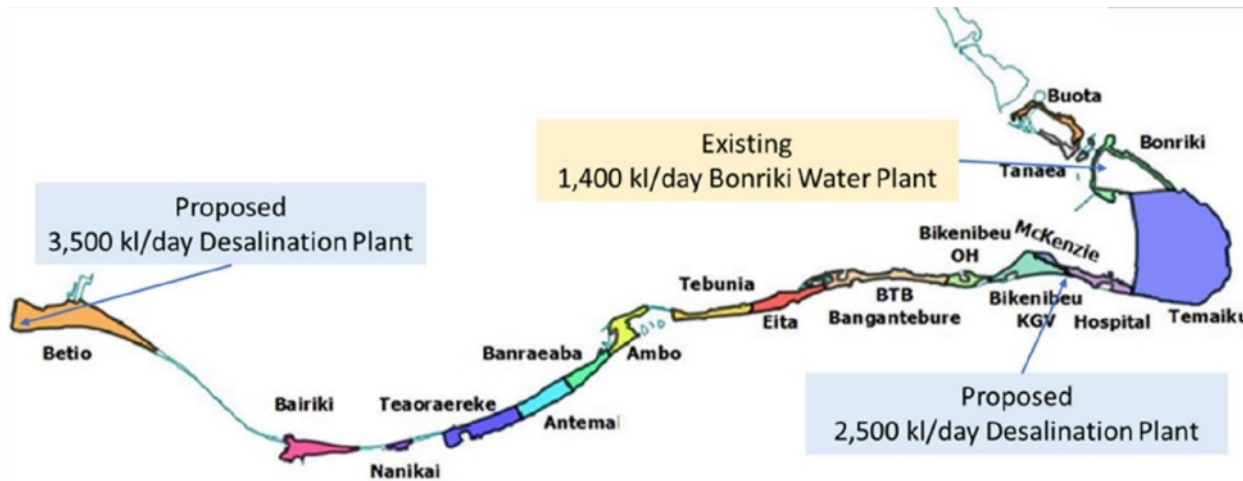 Buota
Existing
1,400 kl/day Bonriki Water Plant
Bonriki
Tanaea
Proposed
3,500 kl/day Desalination Plant
Bikenibeu
OH
McKenzie
Tebunia
BTB
Bangantebure
Eita
Bikenibeu
KGV
Hospital
Temaiku
Betio
Banraeaba
Ambo
Bairiki
Teaoraereke
Antemai
Nanikai
Proposed
2,500 kl/day Desalination Plant